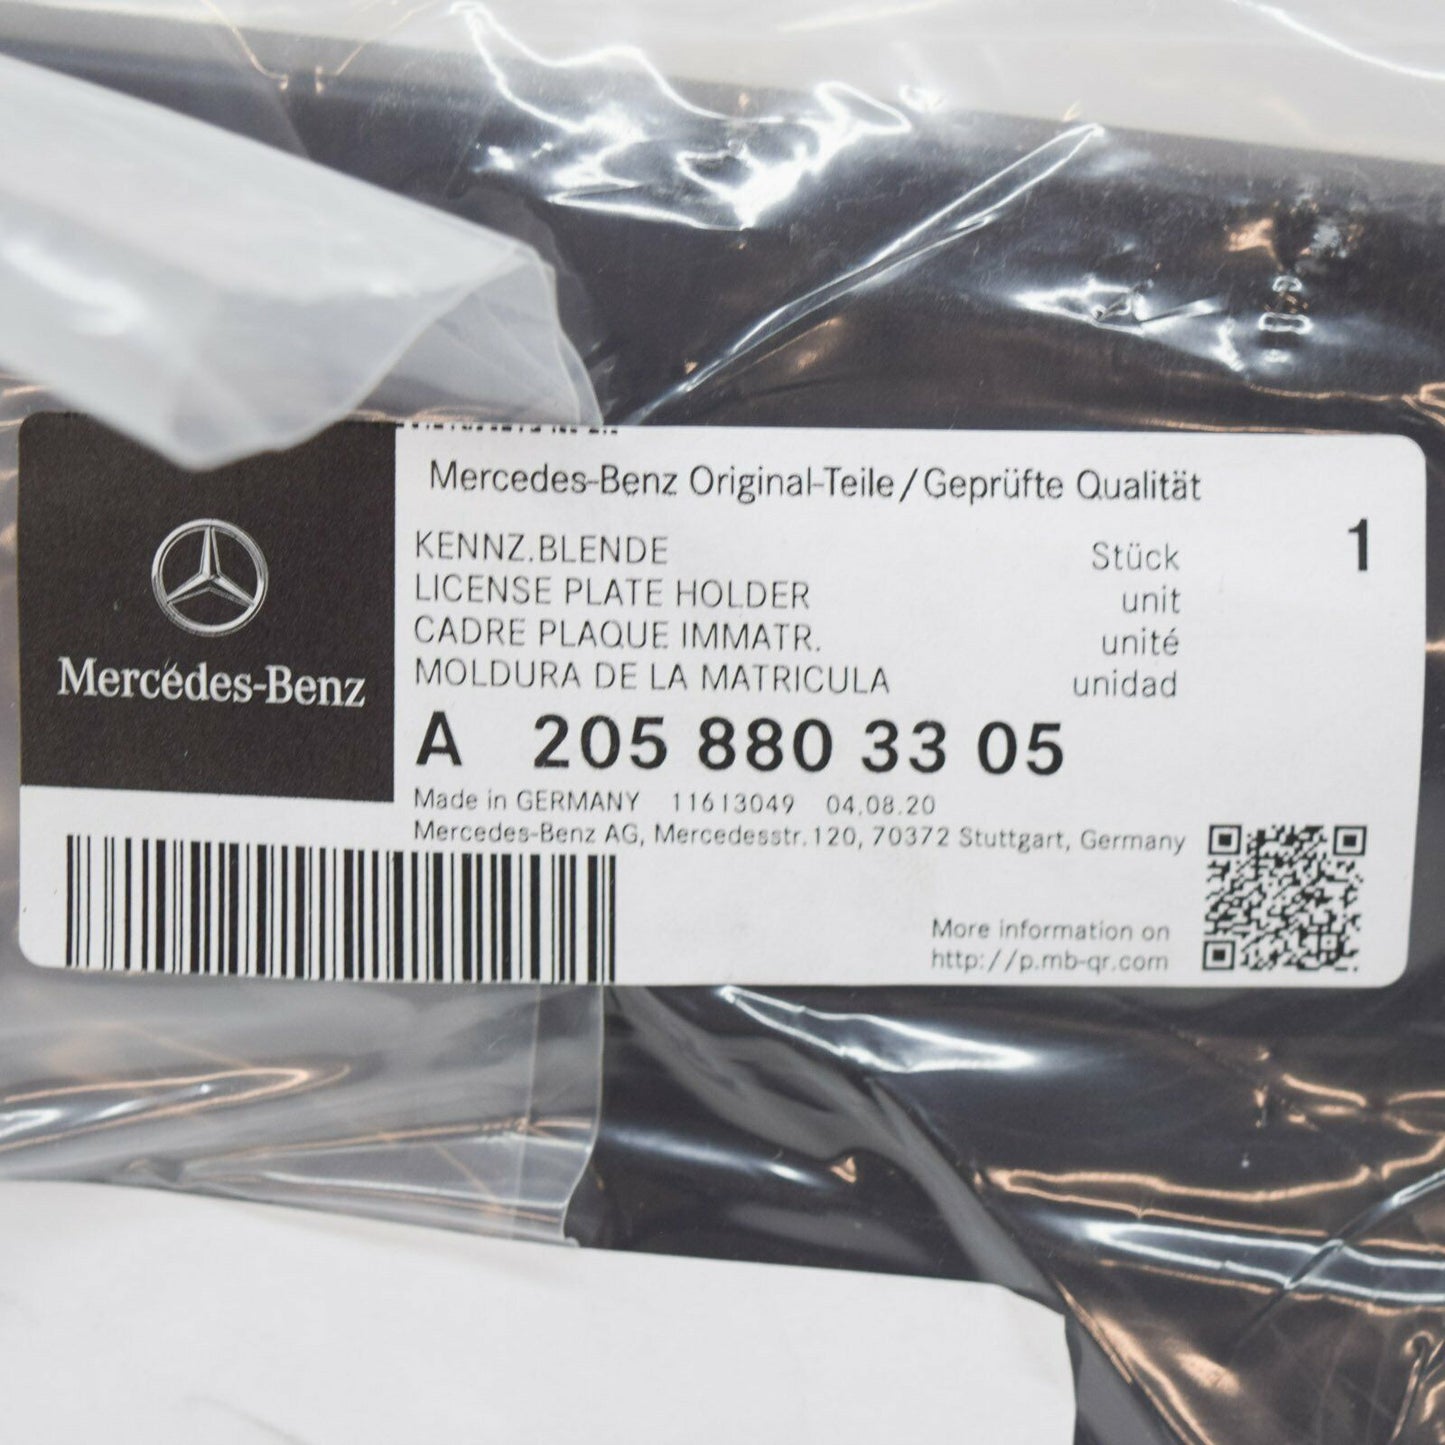 Mercedes-Benz Original-Teile/Geprüfte Qualität
KENNZ.BLENDE Stück 1
LICENSE PLATE HOLDER unit
CADRE PLAQUE IMMATR. unité
MOLDURA DE LA MATRICULA unidad
Mercedes-Benz
A 205 880 33 05
Made in GERMANY 11613049 04.08.20
Mercedes-Benz AG, Mercedesstr.120, 70372 Stuttgart, Germany
More information on
http://p.mb-qr.com